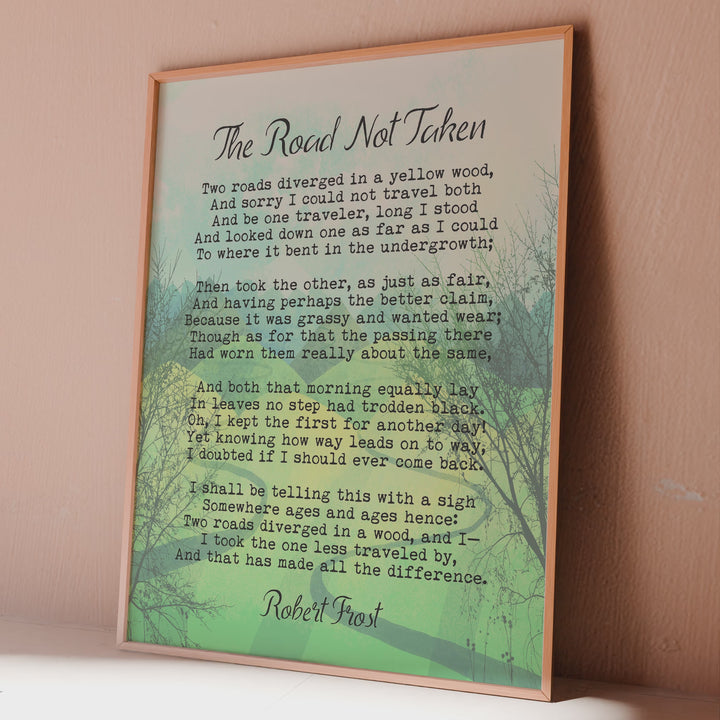 The Road Not Taken
Two roads diverged in a yellow wood,
And sorry I could not travel both
And be one traveler, long I stood
And looked down one as far as I could
To where it bent in the undergrowth;
Then took the other, as just as fair,
And having perhaps the better claim,
Because it was grassy and wanted wear;
Though as for that the passing there
Had worn them really about the same,
And both that morning equally lay
In leaves no step had trodden black.
Oh, I kept the first for another day!
Yet knowing how way leads on to way,
I doubted if I should ever come back.
I shall be telling this with a sigh
Somewhere ages and ages hence:
Two roads diverged in a wood, and I—
I took the one less traveled by,
And that has made all the difference.
Robert Frost